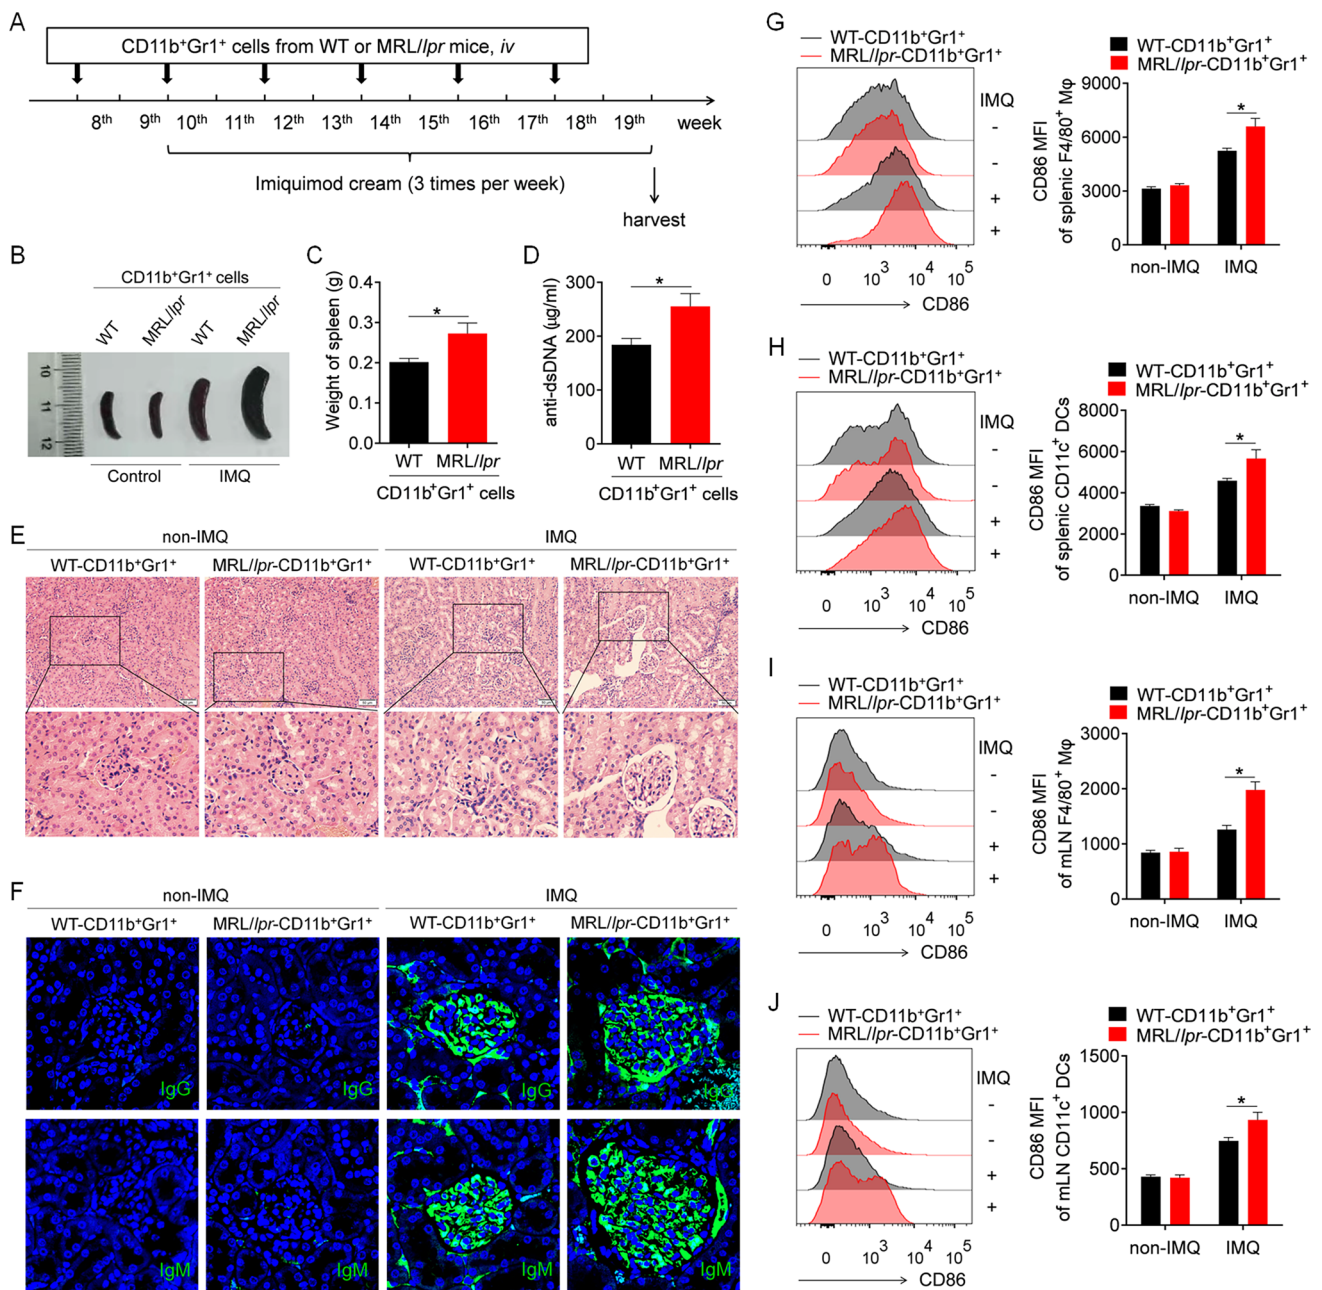 A
CD11b⁺Gr1⁺ cells from WT or MRL/lpr mice, iv
8th 9th 10th 11th 12th 13th 14th 15th 16th 17th 18th 19th week
Imiquimod cream (3 times per week)
harvest
B
CD11b⁺Gr1⁺ cells
WT MRL/lpr WT MRL/lpr
10
11
12
Control IMQ
C
Weight of spleen (g)
0.4
0.3
0.2
0.1
0.0
*
WT MRL/lpr
CD11b⁺Gr1⁺ cells
D
anti-dsDNA (μg/ml)
300
200
100
0
*
WT MRL/lpr
CD11b⁺Gr1⁺ cells
E
non-IMQ IMQ
WT-CD11b⁺Gr1⁺ MRL/lpr-CD11b⁺Gr1⁺ WT-CD11b⁺Gr1⁺ MRL/lpr-CD11b⁺Gr1⁺
F
non-IMQ IMQ
WT-CD11b⁺Gr1⁺ MRL/lpr-CD11b⁺Gr1⁺ WT-CD11b⁺Gr1⁺ MRL/lpr-CD11b⁺Gr1⁺
IgG IgG IgG IgG
IgM IgM IgM IgM
G
WT-CD11b⁺Gr1⁺
MRL/lpr-CD11b⁺Gr1⁺
IMQ
-
-
+
+
0 10³ 10⁴ 10⁵
CD86
WT-CD11b⁺Gr1⁺
MRL/lpr-CD11b⁺Gr1⁺
CD86 MFI
of splenic F4/80⁺ Mφ
9000
6000
3000
0
*
non-IMQ IMQ
H
WT-CD11b⁺Gr1⁺
MRL/lpr-CD11b⁺Gr1⁺
IMQ
-
-
+
+
0 10³ 10⁴ 10⁵
CD86
WT-CD11b⁺Gr1⁺
MRL/lpr-CD11b⁺Gr1⁺
CD86 MFI
of splenic CD11c⁺ DCs
8000
6000
4000
2000
0
*
non-IMQ IMQ
I
WT-CD11b⁺Gr1⁺
MRL/lpr-CD11b⁺Gr1⁺
IMQ
-
-
+
+
0 10³ 10⁴ 10⁵
CD86
WT-CD11b⁺Gr1⁺
MRL/lpr-CD11b⁺Gr1⁺
CD86 MFI
of mLN F4/80⁺ Mφ
3000
2000
1000
0
*
non-IMQ IMQ
J
WT-CD11b⁺Gr1⁺
MRL/lpr-CD11b⁺Gr1⁺
IMQ
-
-
+
+
0 10³ 10⁴ 10⁵
CD86
WT-CD11b⁺Gr1⁺
MRL/lpr-CD11b⁺Gr1⁺
CD86 MFI
of mLN CD11c⁺ DCs
1500
1000
500
0
*
non-IMQ IMQ